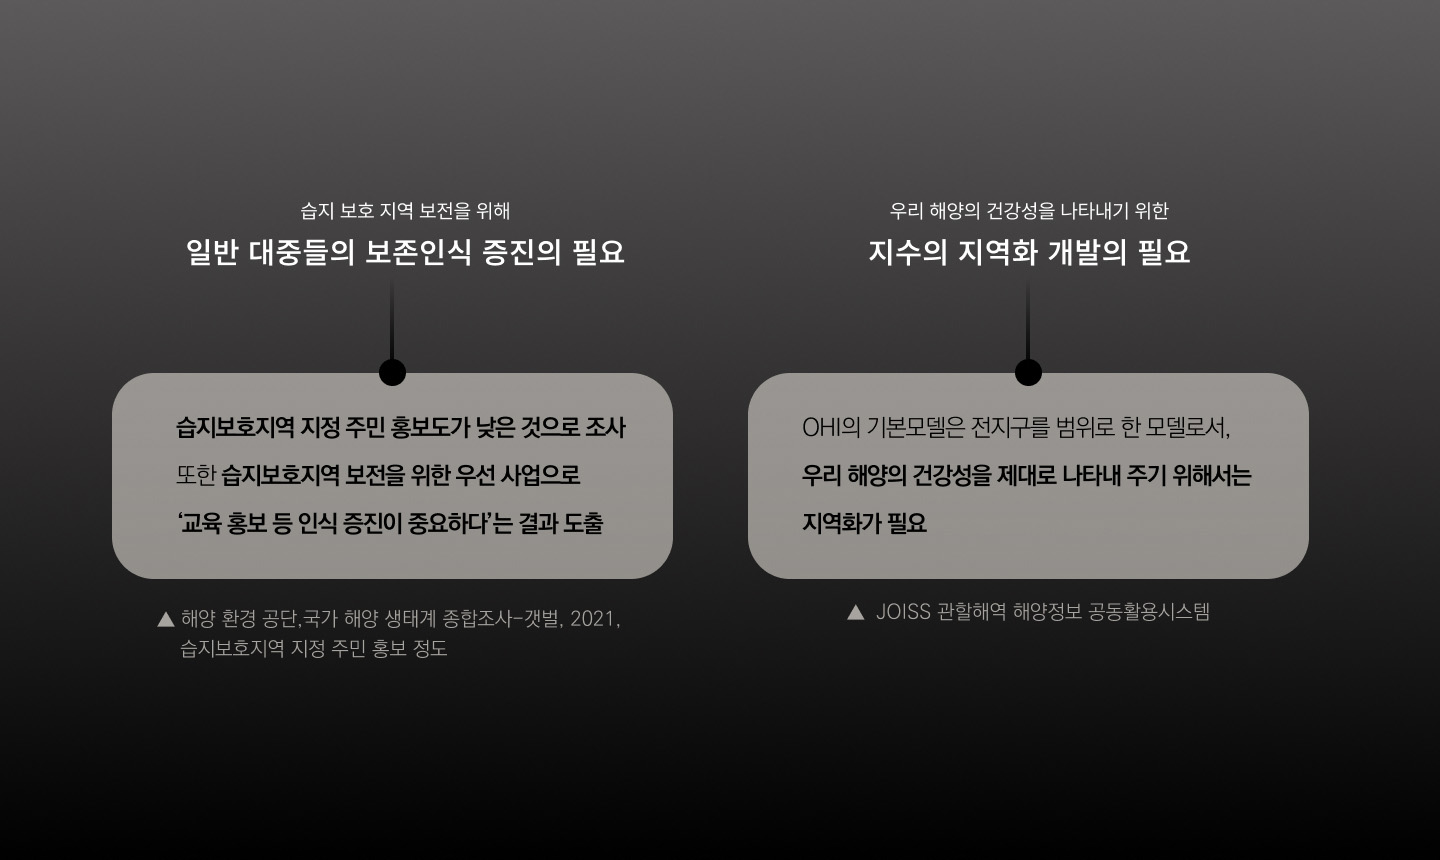 습지 보호 지역 보전을 위해
일반 대중들의 보존인식 증진의 필요
습지보호지역 지정 주민 홍보도가 낮은 것으로 조사
또한 습지보호지역 보전을 위한 우선 사업으로
‘교육 홍보 등 인식 증진이 중요하다’는 결과 도출
▲ 해양 환경 공단,국가 해양 생태계 종합조사-갯벌, 2021,
습지보호지역 지정 주민 홍보 정도
우리 해양의 건강성을 나타내기 위한
지수의 지역화 개발의 필요
OHI의 기본모델은 전지구를 범위로 한 모델로서,
우리 해양의 건강성을 제대로 나타내 주기 위해서는
지역화가 필요
▲ JOISS 관할해역 해양정보 공동활용시스템